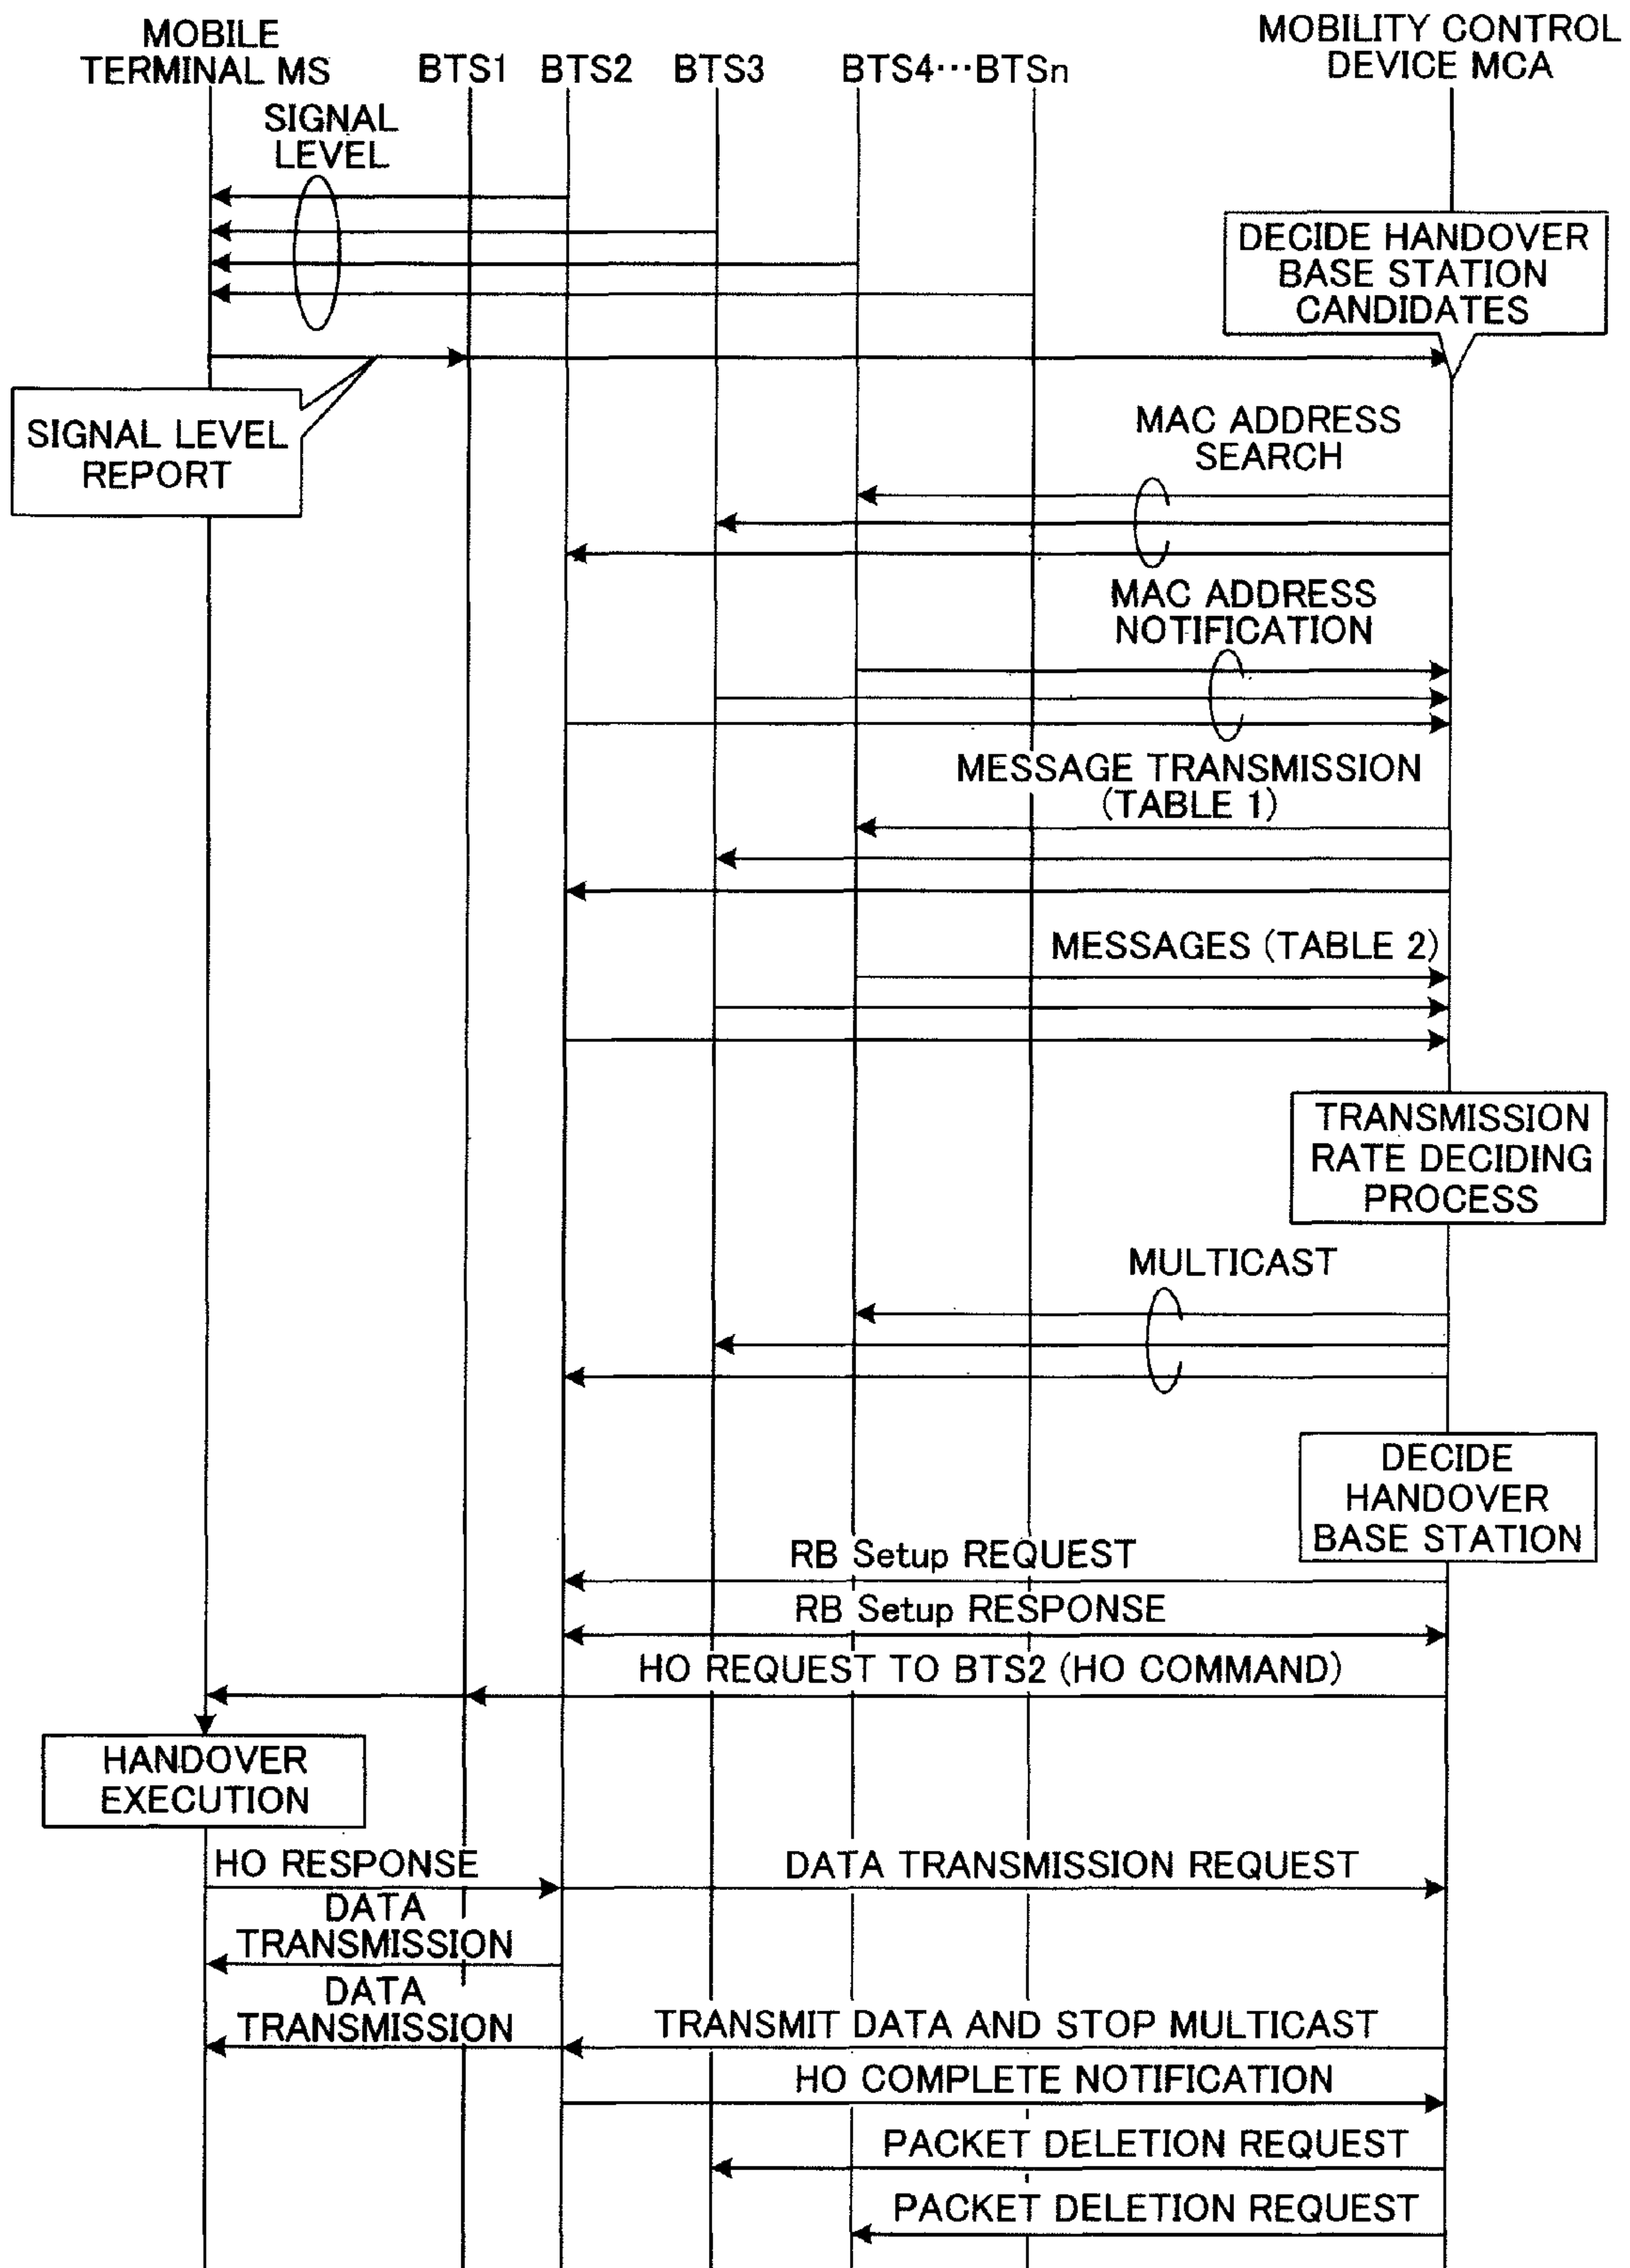 MOBILE
TERMINAL MS
BTS1
BTS2
BTS3
BTS4···BTSn
MOBILITY CONTROL
DEVICE MCA
SIGNAL
LEVEL
DECIDE HANDOVER
BASE STATION
CANDIDATES
SIGNAL LEVEL
REPORT
MAC ADDRESS
SEARCH
MAC ADDRESS
NOTIFICATION
MESSAGE TRANSMISSION
(TABLE 1)
MESSAGES (TABLE 2)
TRANSMISSION
RATE DECIDING
PROCESS
MULTICAST
DECIDE
HANDOVER
BASE STATION
RB Setup REQUEST
RB Setup RESPONSE
HO REQUEST TO BTS2 (HO COMMAND)
HANDOVER
EXECUTION
HO RESPONSE
DATA TRANSMISSION REQUEST
DATA
TRANSMISSION
DATA
TRANSMISSION
TRANSMIT DATA AND STOP MULTICAST
HO COMPLETE NOTIFICATION
PACKET DELETION REQUEST
PACKET DELETION REQUEST